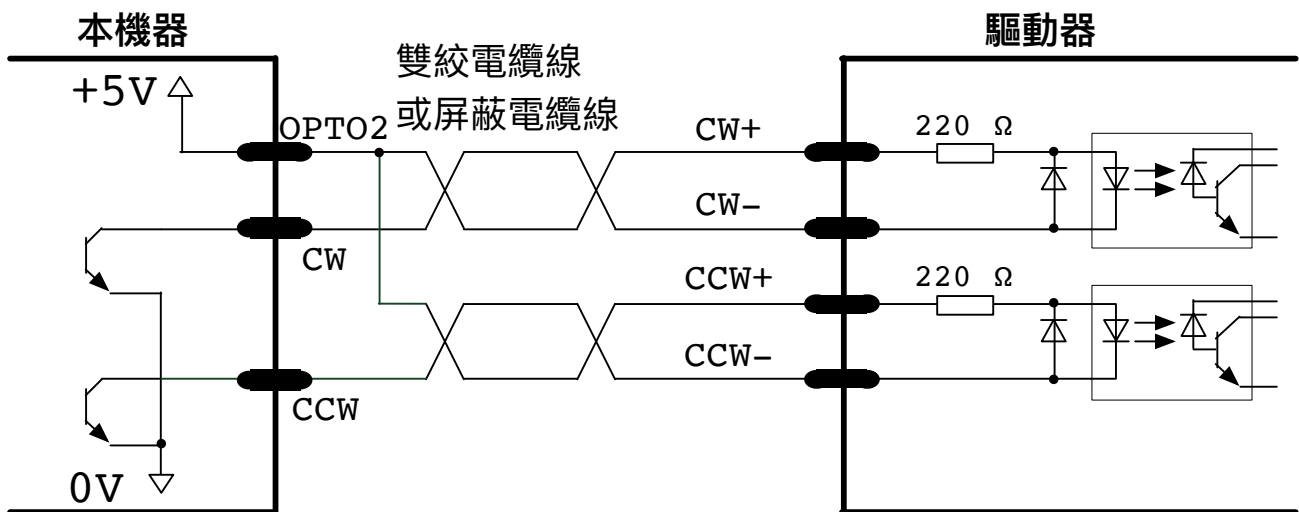 本機器
驅動器
+5V
雙絞電纜線
或屏蔽電纜線
OPTO2
CW+
220 Ω
CW-
CW
CCW+
220 Ω
CCW-
CCW
0V